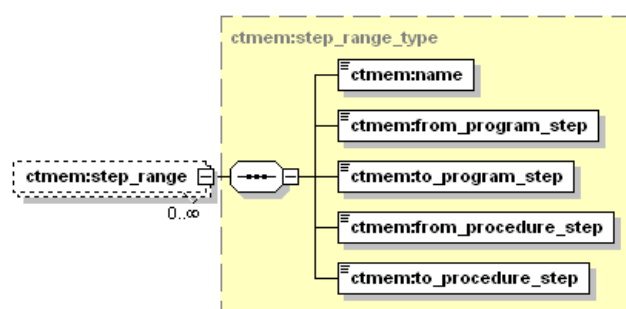 ctmem:step_range_type
ctmem:name
ctmem:from_program_step
ctmem:to_program_step
ctmem:step_range
0..∞
ctmem:from_procedure_step
ctmem:to_procedure_step